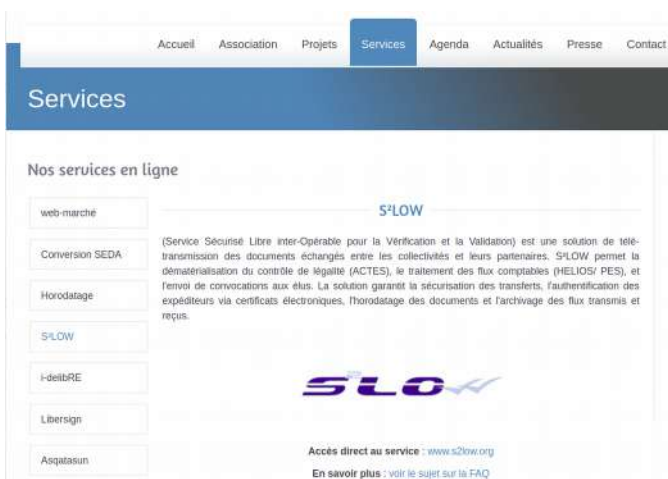 Accueil Association Projets Services Agenda Actualités Presse Contact
Services
Nos services en ligne
web-marché
Conversion SEDA
Horodatage
S²LOW
i-delibRE
Libersign
Asqatasun
S²LOW
(Service Sécurisé Libre inter-Opérable pour la Vérification et la Validation) est une solution de télé-
transmission des documents échangés entre les collectivités et leurs partenaires. S²LOW permet la
dématérialisation du contrôle de légalité (ACTES), le traitement des flux comptables (HELIOS/ PES), et
l'envoi de convocations aux élus. La solution garantit la sécurisation des transferts, l'authentification des
expéditeurs via certificats électroniques, l'horodatage des documents et l'archivage des flux transmis et
reçus.
S²LOW
Accès direct au service : www.s2low.org
En savoir plus : voir le sujet sur la FAQ